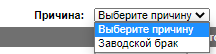 Причина: Выберите причину
Выберите причину
Заводской брак